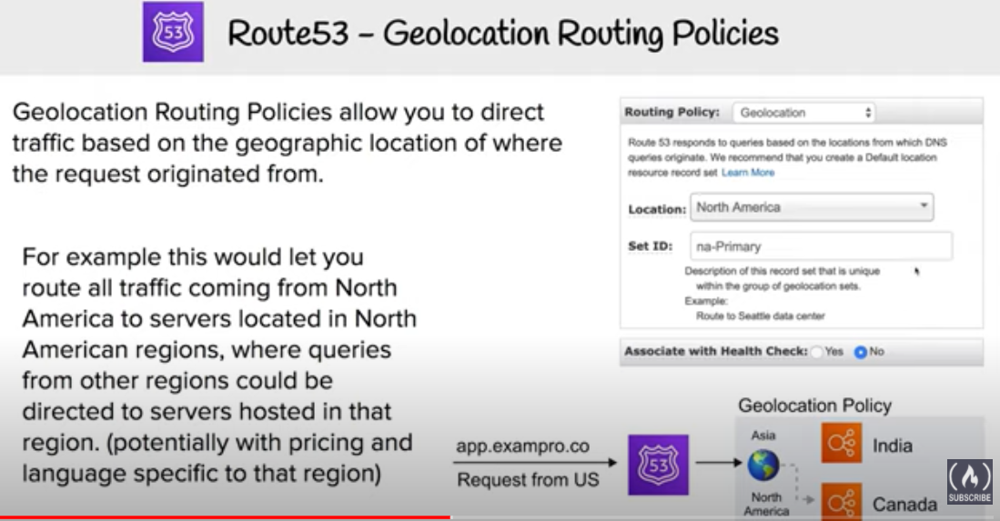 53
Route53 – Geolocation Routing Policies
Geolocation Routing Policies allow you to direct
traffic based on the geographic location of where
the request originated from.
For example this would let you
route all traffic coming from North
America to servers located in North
American regions, where queries
from other regions could be
directed to servers hosted in that
region. (potentially with pricing and
language specific to that region)
Routing Policy: Geolocation
Route 53 responds to queries based on the locations from which DNS
queries originate. We recommend that you create a Default location
resource record set Learn More
Location: North America
Set ID: na-Primary
Description of this record set that is unique
within the group of geolocation sets.
Example:
Route to Seattle data center
Associate with Health Check: Yes No
app.exampro.co
Request from US
53
Geolocation Policy
Asia
India
North
America
Canada
SUBSCRIBE